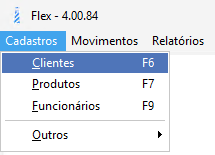 Flex - 4.00.84
Cadastros Movimentos Relatórios
Clientes F6
Produtos F7
Funcionários F9
Outros